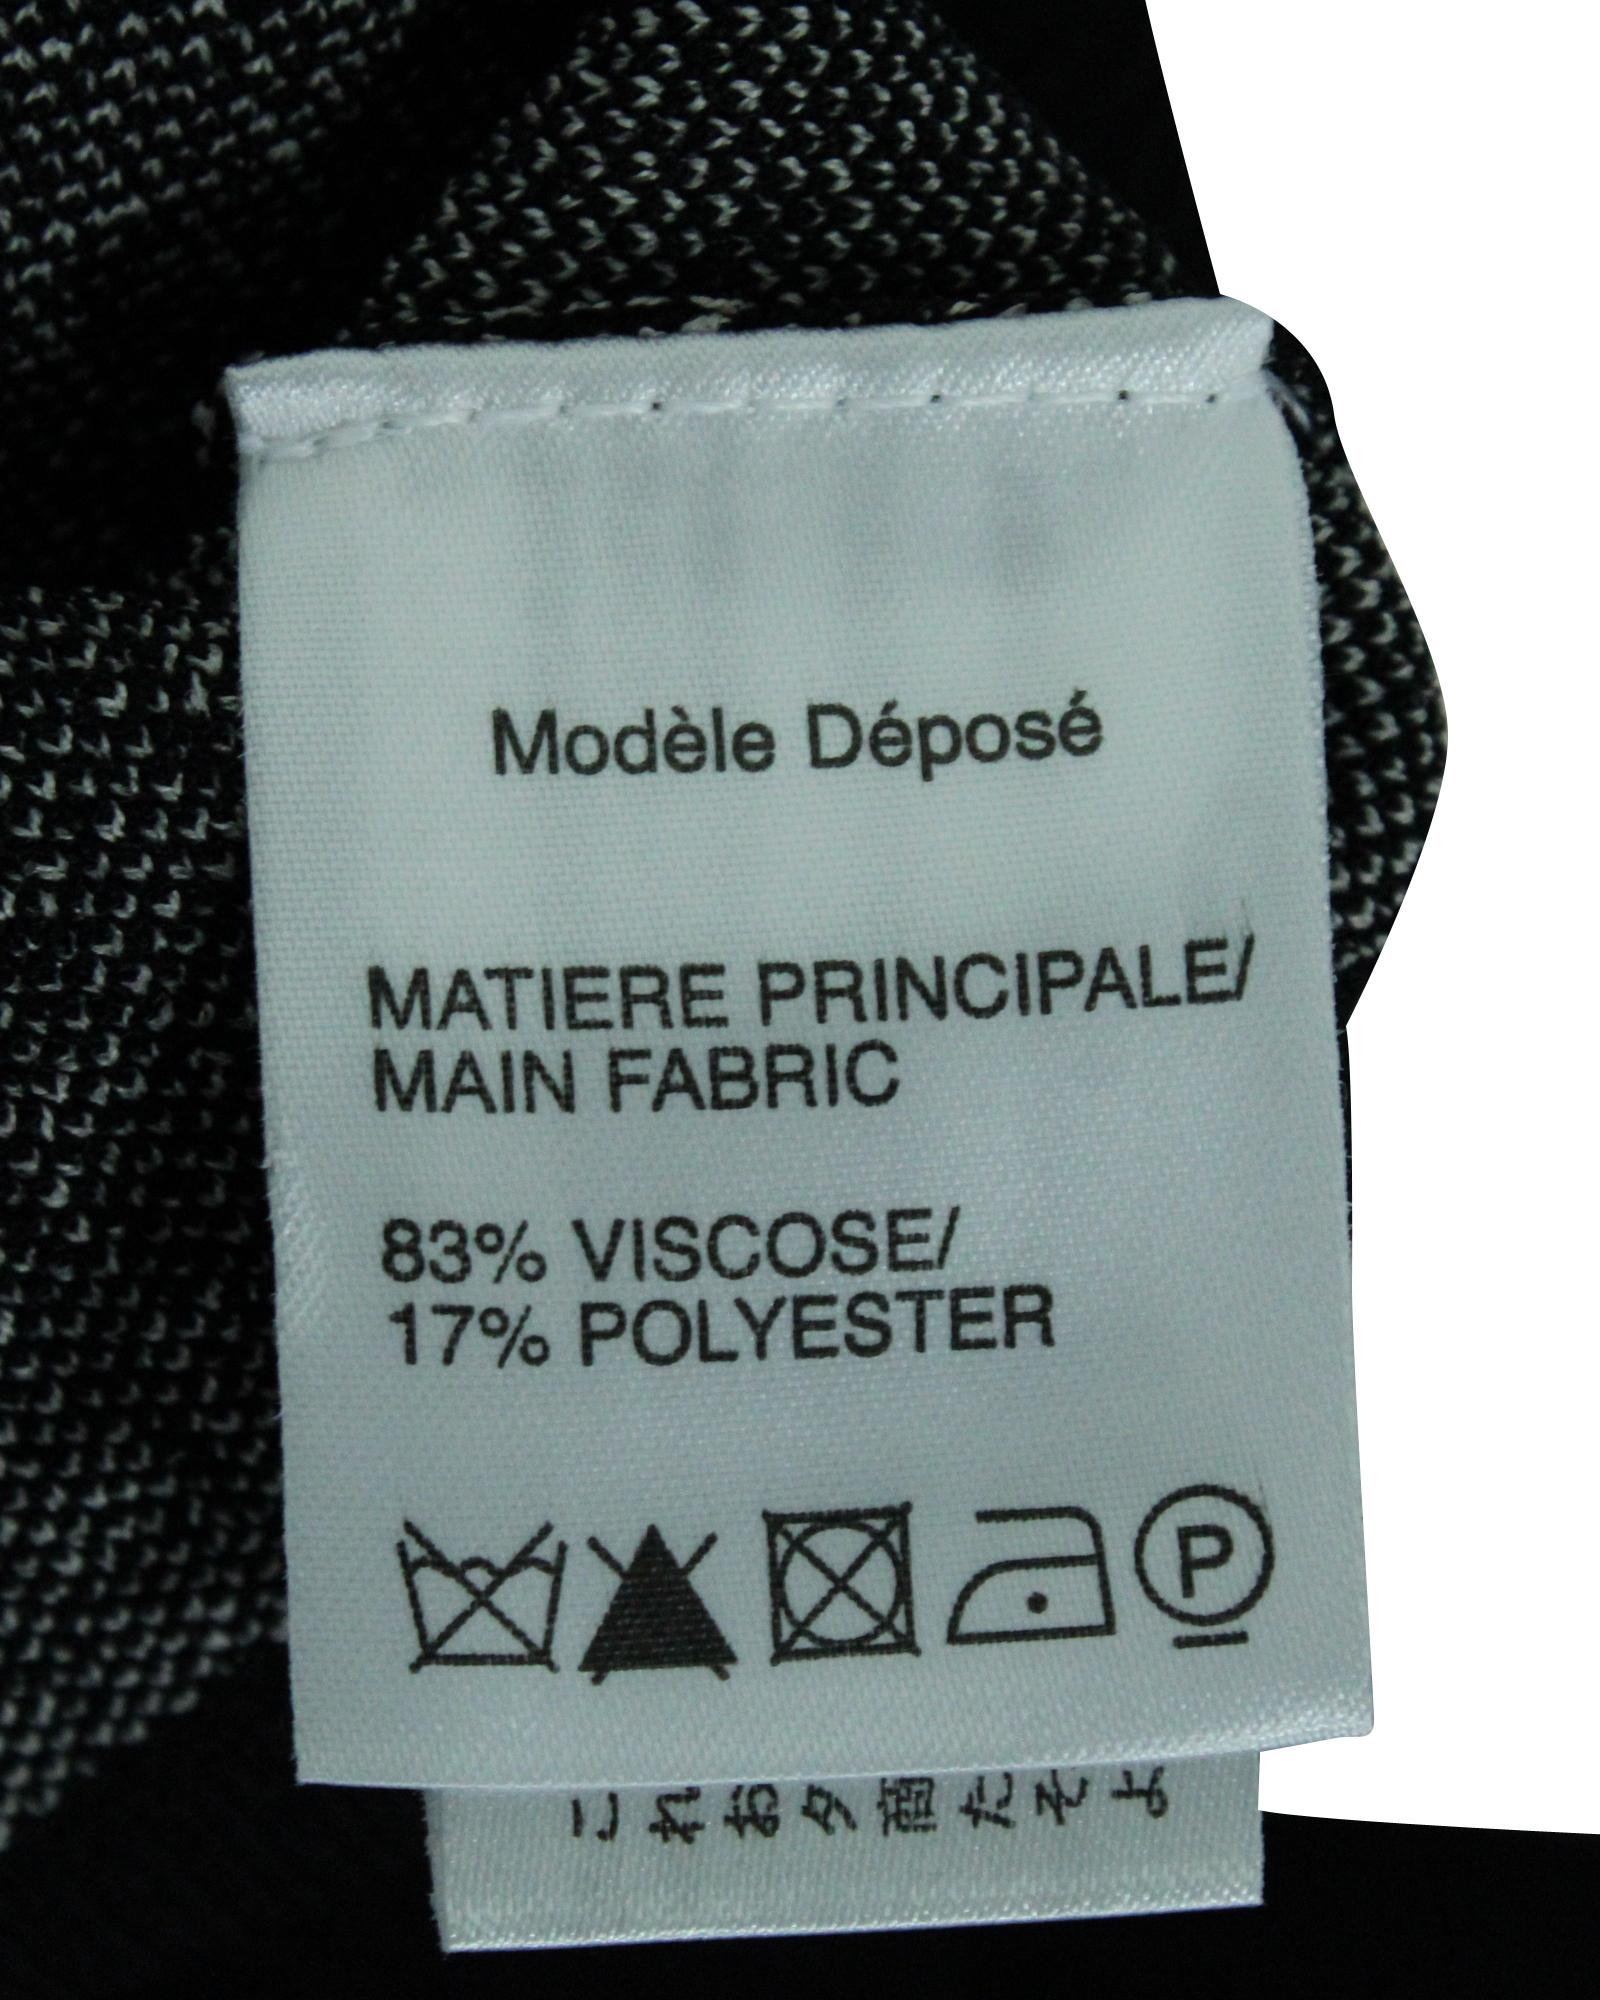 Modèle Déposé
MATIERE PRINCIPALE/
MAIN FABRIC
83% VISCOSE/
17% POLYESTER
P